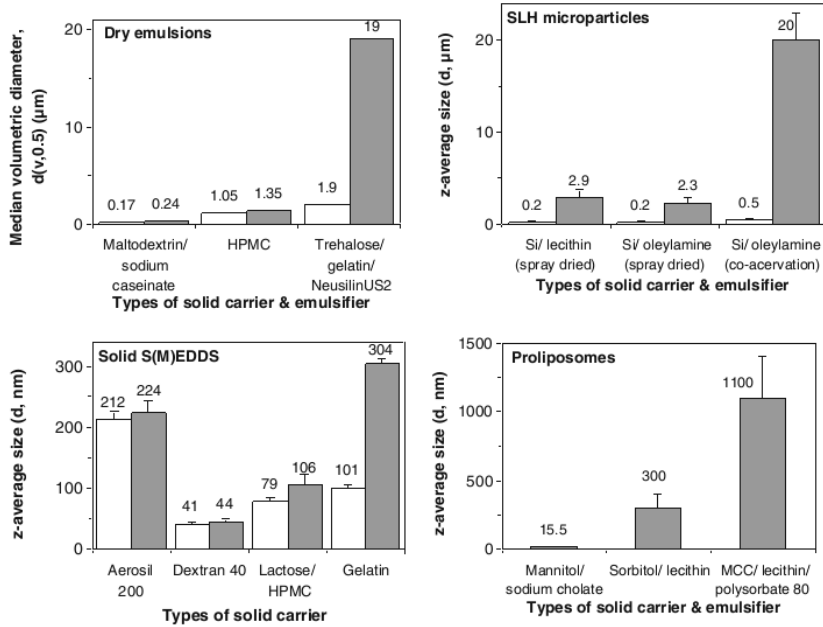 Dry emulsions
Median volumetric diameter,
d(v,0.5) (μm)
20
10
0
0.17
0.24
1.05
1.35
1.9
19
Maltodextrin/
sodium
caseinate
HPMC
Trehalose/
gelatin/
NeusilinUS2
Types of solid carrier & emulsifier
SLH microparticles
z-average size (d, μm)
20
10
0
0.2
2.9
0.2
2.3
0.5
20
Si/ lecithin
(spray dried)
Si/ oleylamine
(spray dried)
Si/ oleylamine
(co-acervation)
Types of solid carrier & emulsifier
Solid S(M)EDDS
z-average size (d, nm)
300
200
100
0
212
224
41
44
79
106
101
304
Aerosil
200
Dextran 40
Lactose/
HPMC
Gelatin
Types of solid carrier
Proliposomes
z-average size (d, nm)
1500
1000
500
0
15.5
300
1100
Mannitol/
sodium cholate
Sorbitol/ lecithin
MCC/ lecithin/
polysorbate 80
Types of solid carrier & emulsifier